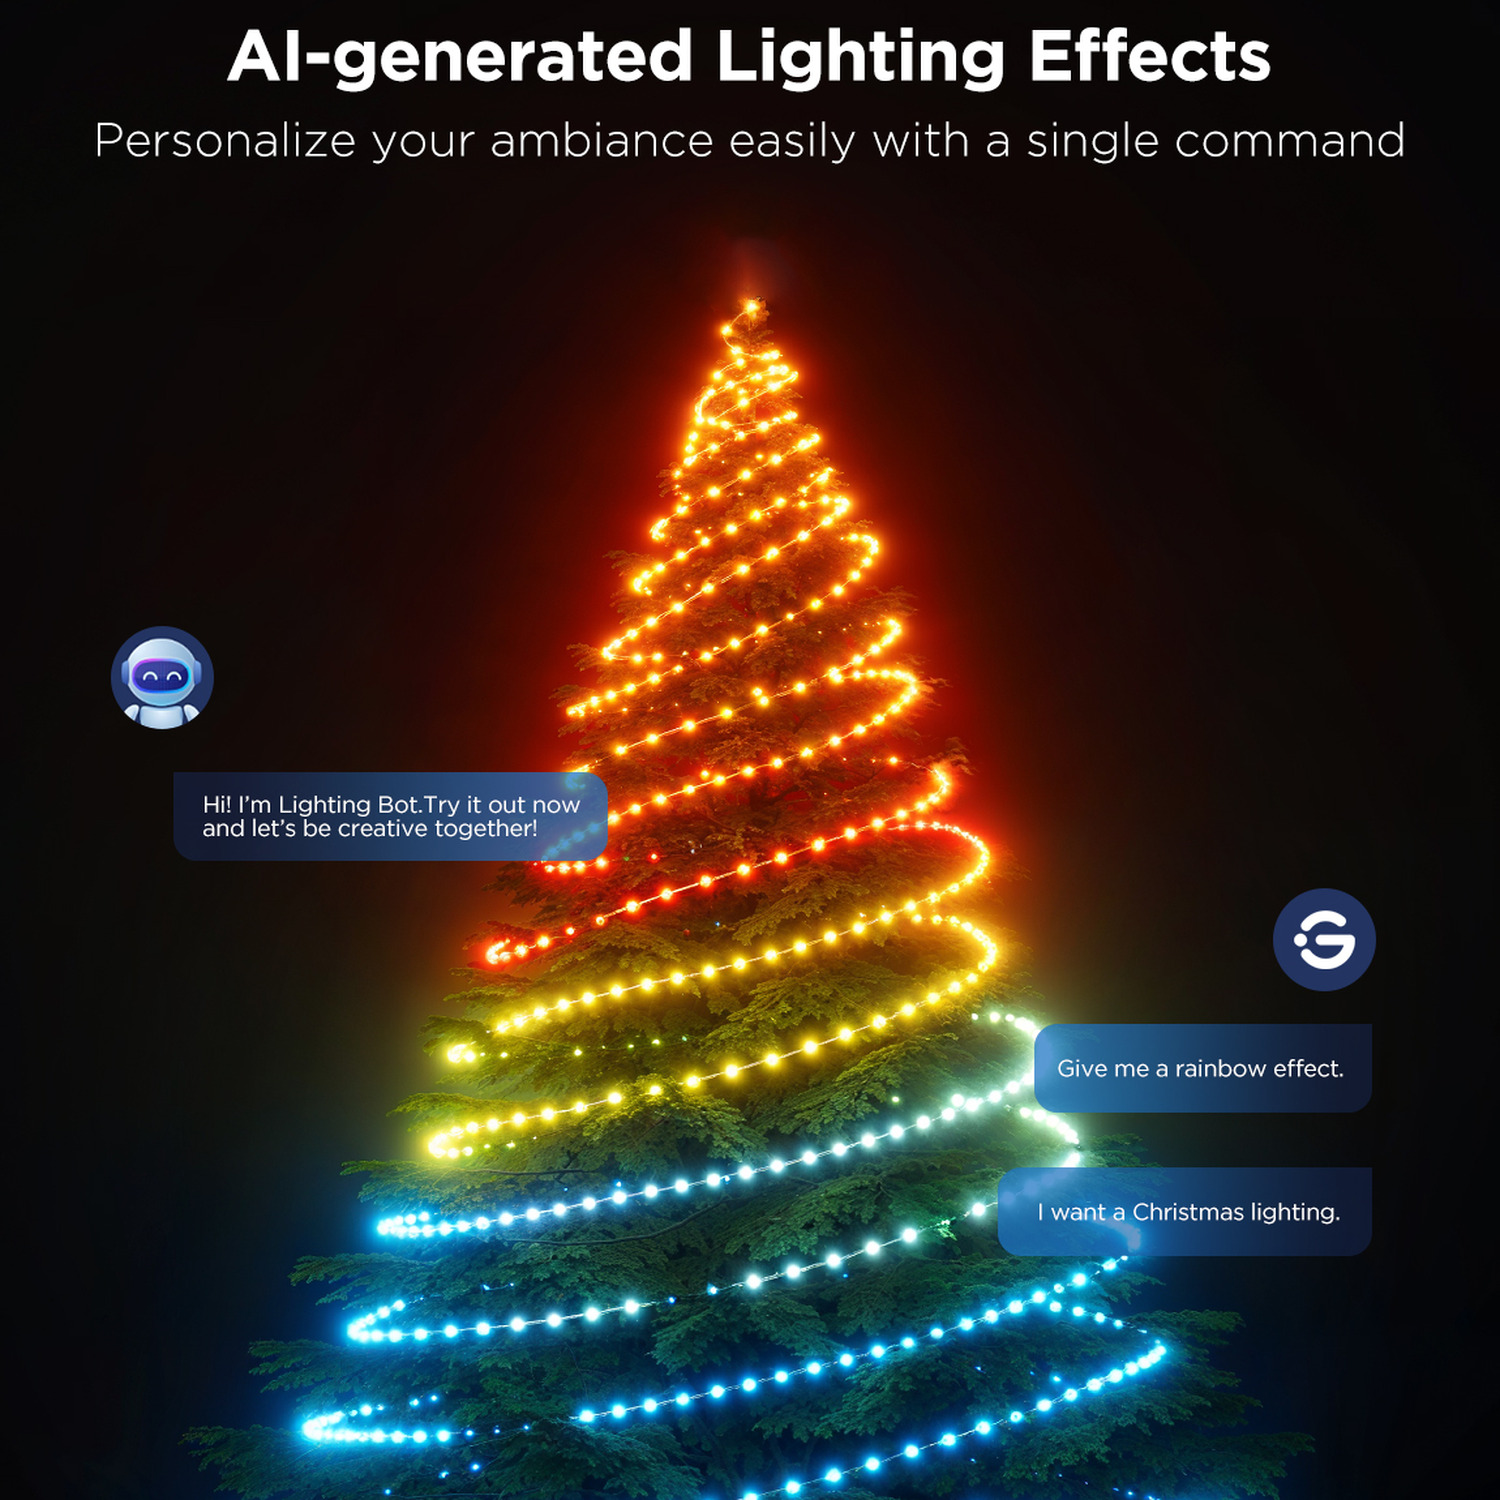 AI-generated Lighting Effects
Personalize your ambiance easily with a single command
Hi! I'm Lighting Bot.Try it out now
and let's be creative together!
Give me a rainbow effect.
I want a Christmas lighting.